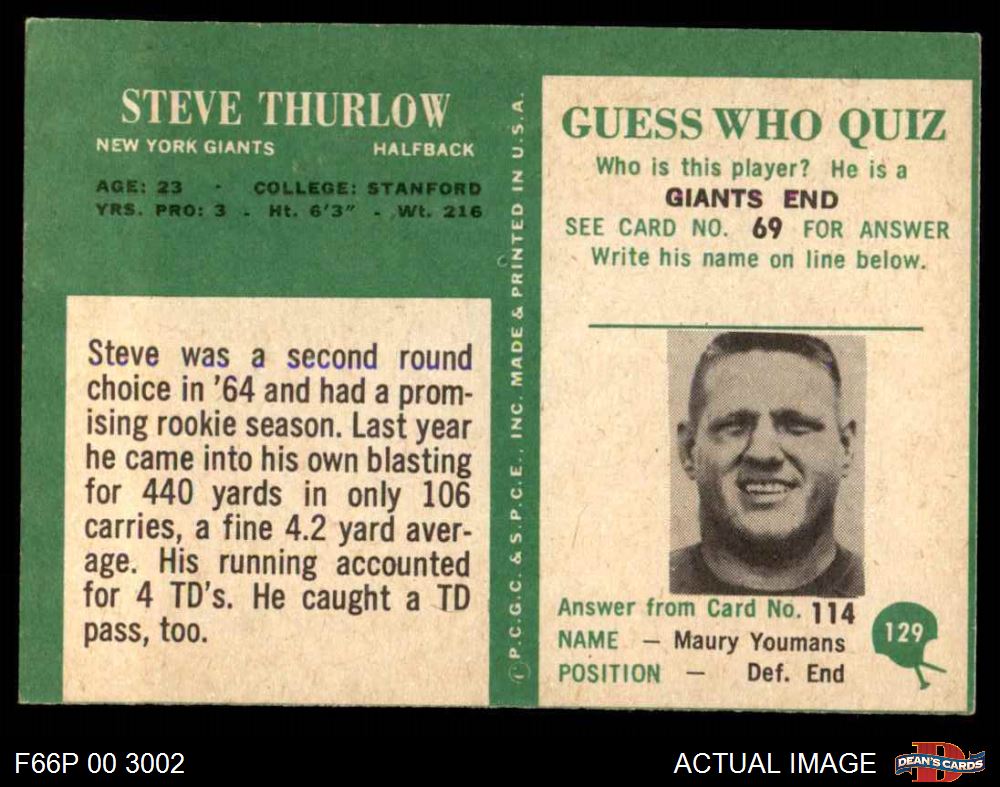 STEVE THURLOW
NEW YORK GIANTS HALFBACK
AGE: 23 - COLLEGE: STANFORD
YRS. PRO: 3 - Ht. 6'3" - Wt. 216
Steve was a second round
choice in '64 and had a prom-
ising rookie season. Last year
he came into his own blasting
for 440 yards in only 106
carries, a fine 4.2 yard aver-
age. His running accounted
for 4 TD's. He caught a TD
pass, too.
© P.C.G.C. & S.P.C.E., INC. MADE & PRINTED IN U.S.A.
GUESS WHO QUIZ
Who is this player? He is a
GIANTS END
SEE CARD NO. 69 FOR ANSWER
Write his name on line below.
Answer from Card No. 114
NAME — Maury Youmans
POSITION — Def. End
129
F66P 00 3002
ACTUAL IMAGE
DEAN'S CARDS